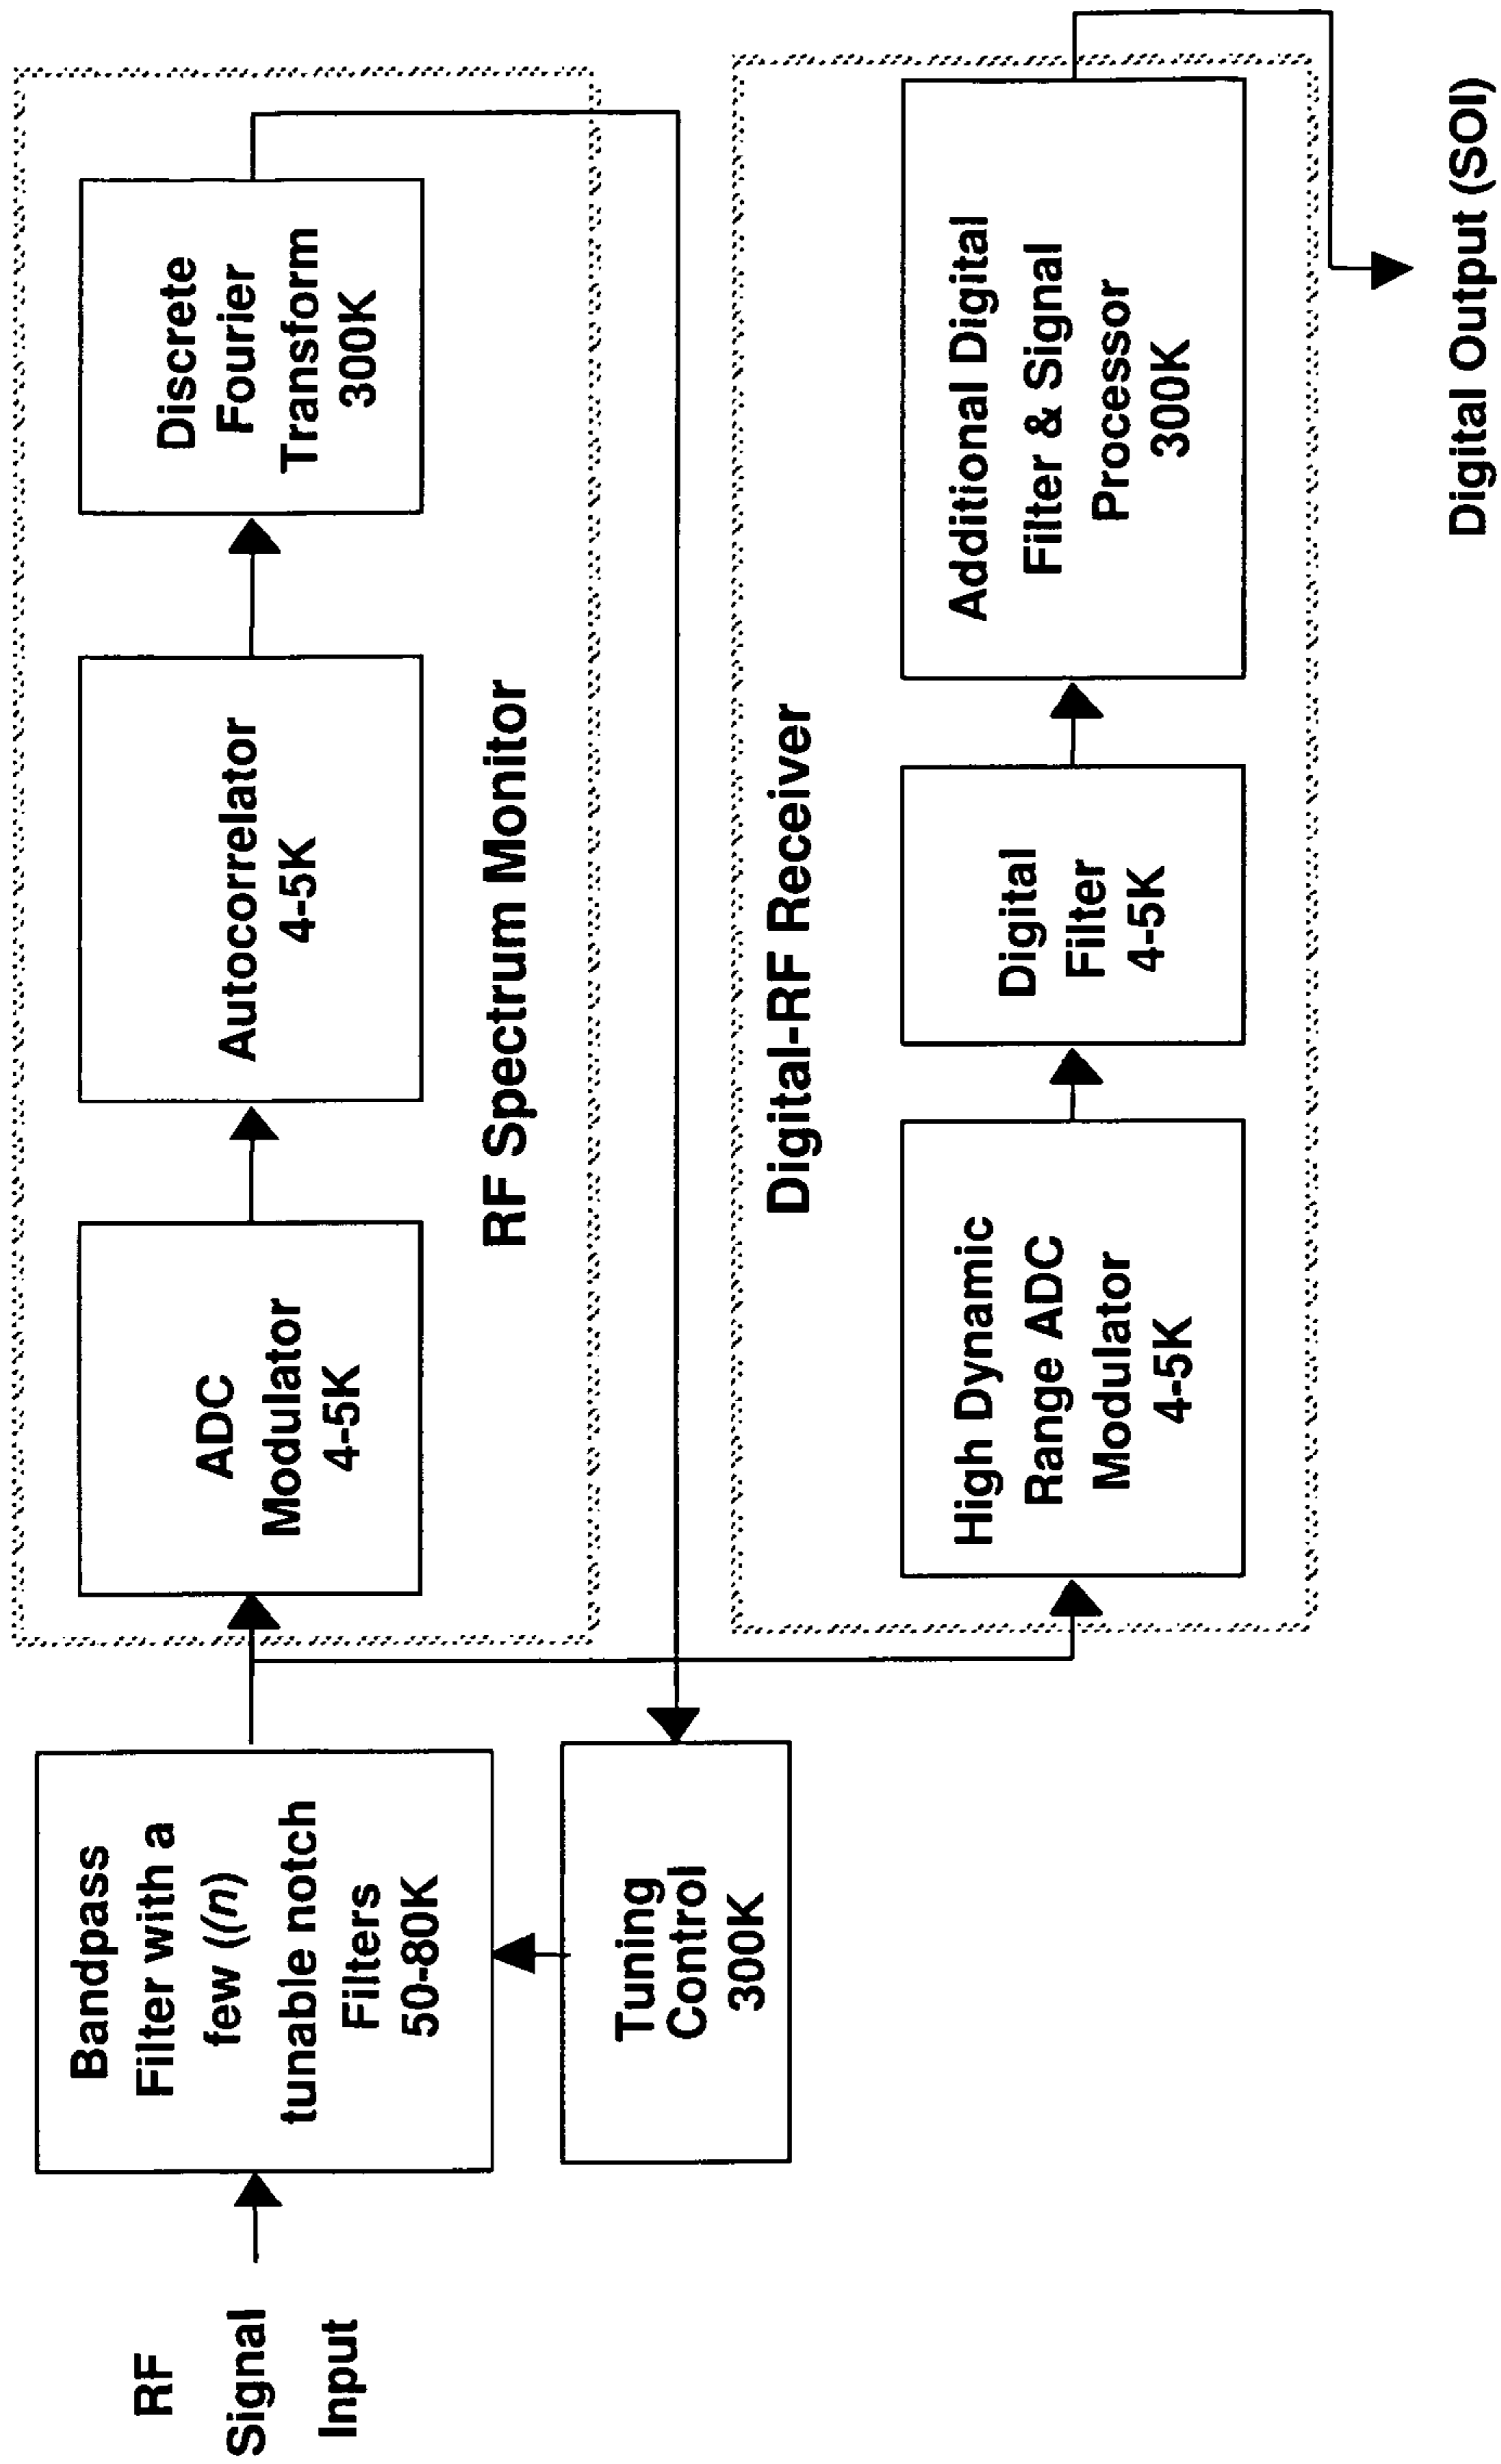 RF
Signal
Input
Bandpass
Filter with a
few ((n)
tunable notch
Filters
50-80K
Tuning
Control
300K
ADC
Modulator
4-5K
Autocorrelator
4-5K
Discrete
Fourier
Transform
300K
RF Spectrum Monitor
Digital-RF Receiver
High Dynamic
Range ADC
Modulator
4-5K
Digital
Filter
4-5K
Additional Digital
Filter & Signal
Processor
300K
Digital Output (SOI)